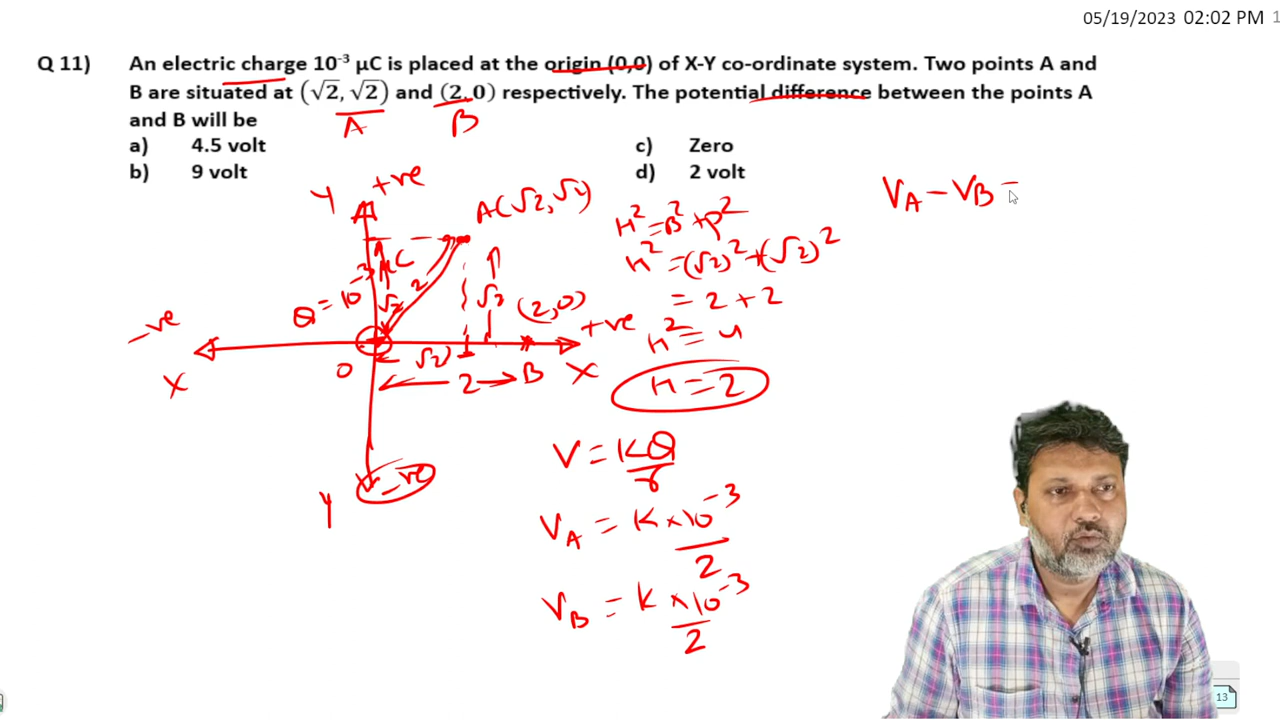 05/19/2023 02:02 PM 1
Q 11) An electric charge 10⁻³ μC is placed at the origin (0,0) of X-Y co-ordinate system. Two points A and
B are situated at (√2, √2) and (2, 0) respectively. The potential difference between the points A
and B will be
A B
a) 4.5 volt c) Zero
b) 9 volt d) 2 volt
Y +ve
A(√2, √2)
Q = 10⁻³ μC
√2 2 √2 (2,0)
-ve +ve
X O √2 2 B X
-ve
Y
H² = B² + P²
H² = (√2)² + (√2)²
= 2 + 2
H² = 4
H = 2
V = KQ/r
V_A = K × 10⁻³/2
V_B = K × 10⁻³/2
V_A - V_B =
13